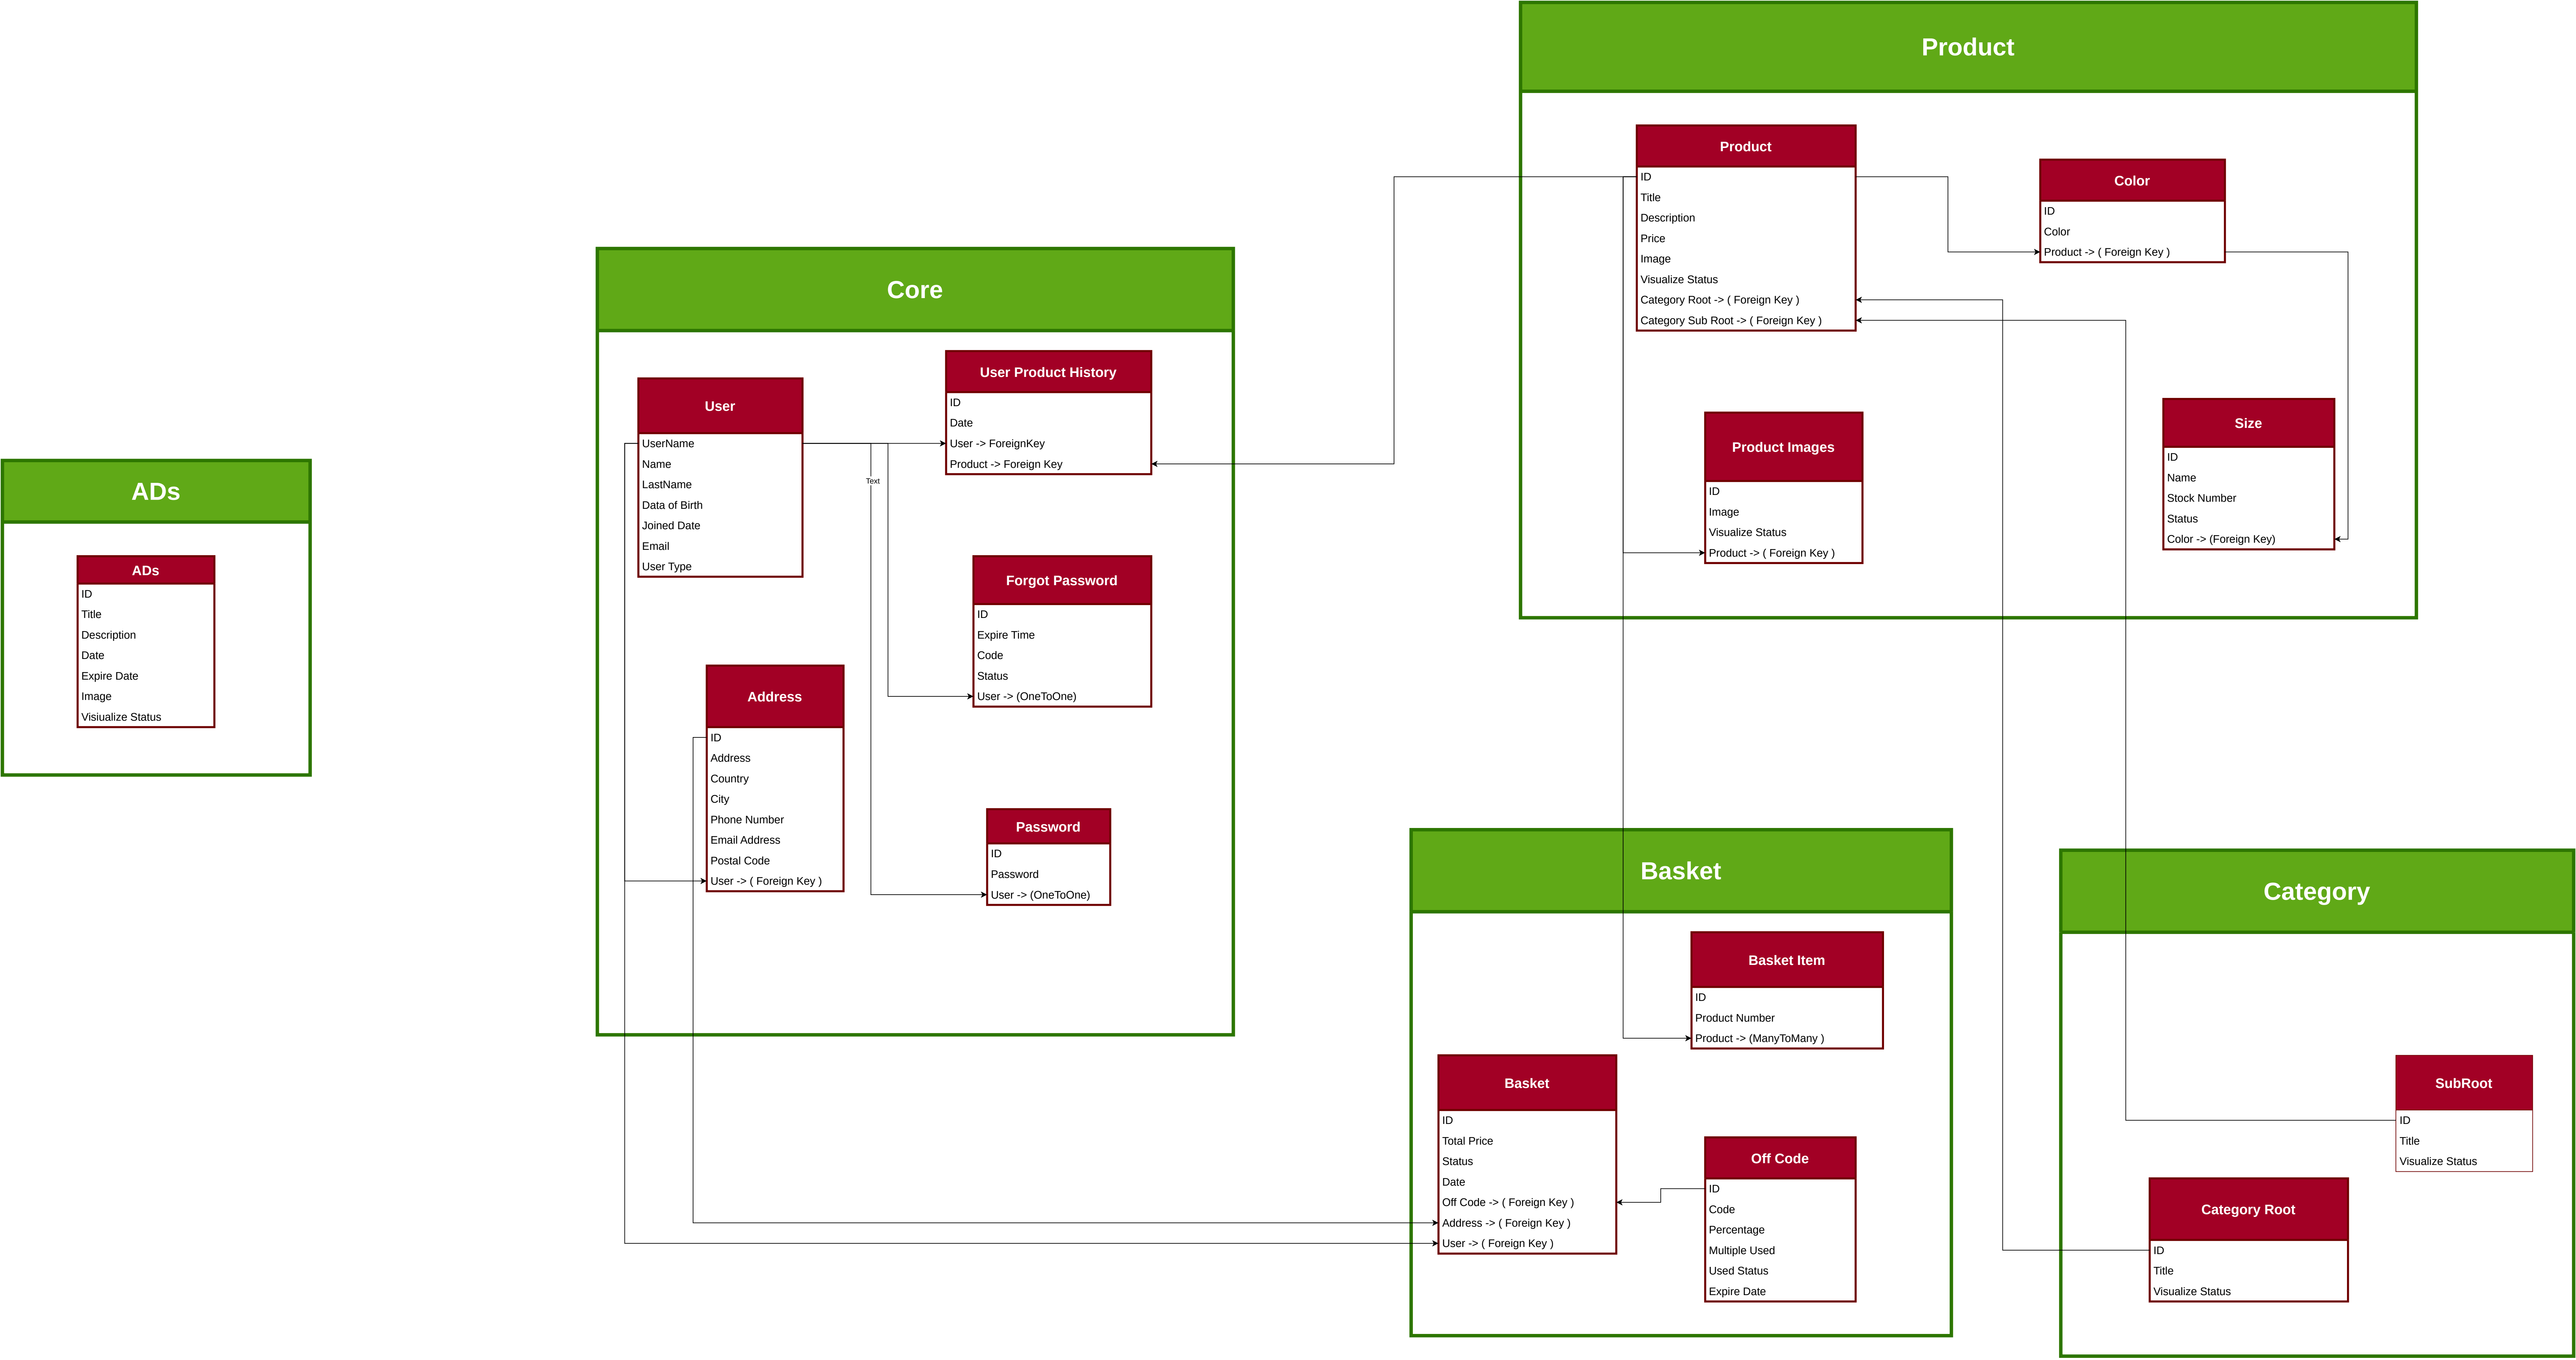 ADs
ADs
ID
Title
Description
Date
Expire Date
Image
Visiualize Status
Core
User
UserName
Name
LastName
Data of Birth
Joined Date
Email
User Type
User Product History
ID
Date
User -> ForeignKey
Product -> Foreign Key
Text
Forgot Password
ID
Expire Time
Code
Status
User -> (OneToOne)
Address
ID
Address
Country
City
Phone Number
Email Address
Postal Code
User -> ( Foreign Key )
Password
ID
Password
User -> (OneToOne)
Product
Product
ID
Title
Description
Price
Image
Visualize Status
Category Root -> ( Foreign Key )
Category Sub Root -> ( Foreign Key )
Color
ID
Color
Product -> ( Foreign Key )
Product Images
ID
Image
Visualize Status
Product -> ( Foreign Key )
Size
ID
Name
Stock Number
Status
Color -> (Foreign Key)
Basket
Basket Item
ID
Product Number
Product -> (ManyToMany )
Basket
ID
Total Price
Status
Date
Off Code -> ( Foreign Key )
Address -> ( Foreign Key )
User -> ( Foreign Key )
Off Code
ID
Code
Percentage
Multiple Used
Used Status
Expire Date
Category
SubRoot
ID
Title
Visualize Status
Category Root
ID
Title
Visualize Status